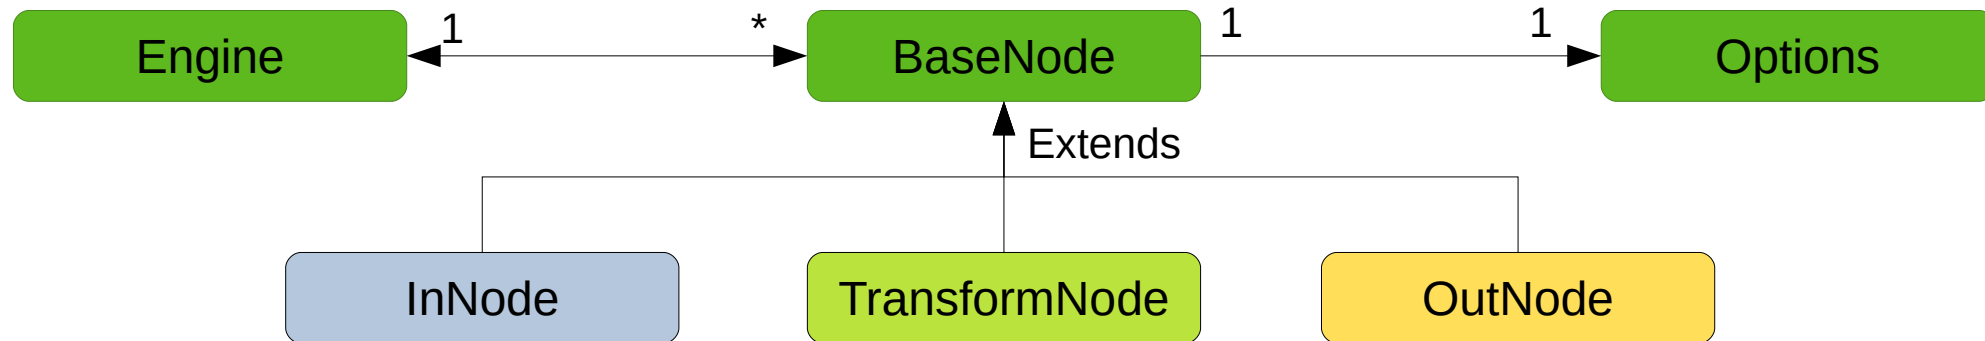 Engine
1
*
BaseNode
1
1
Options
Extends
InNode
TransformNode
OutNode